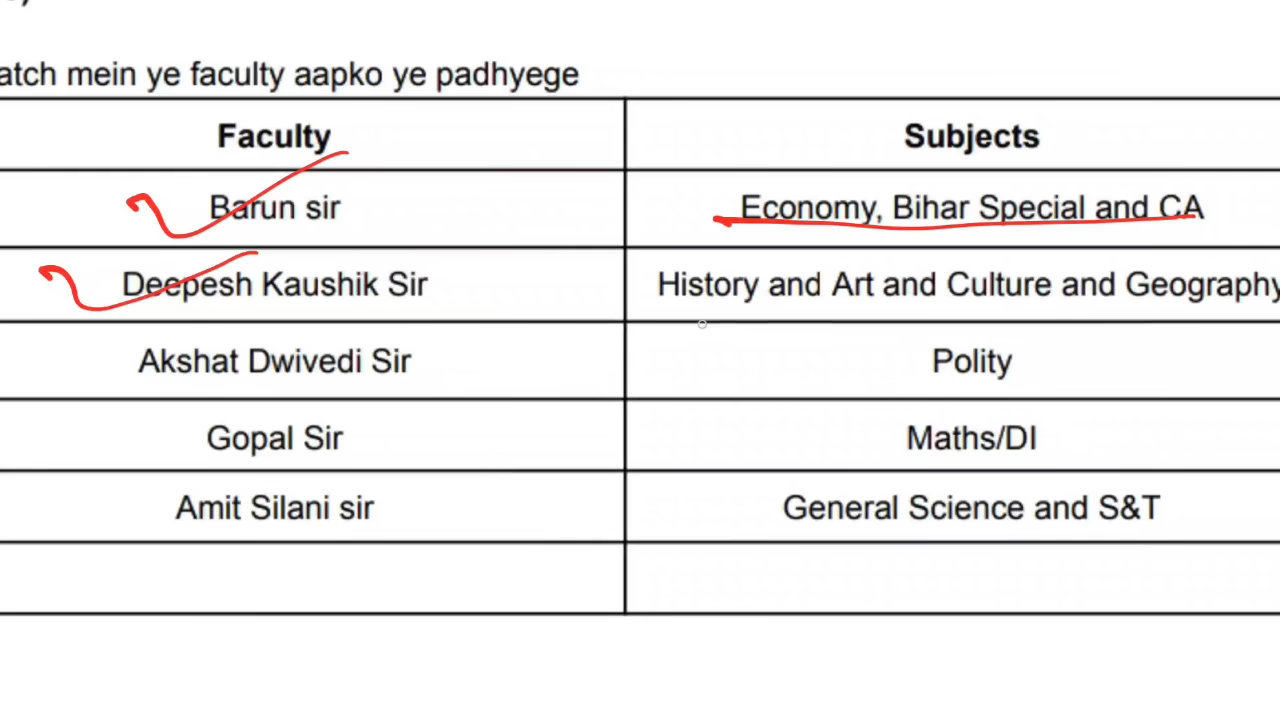 atch mein ye faculty aapko ye padhyege
Faculty Subjects
Barun sir Economy, Bihar Special and CA
Deepesh Kaushik Sir History and Art and Culture and Geography
Akshat Dwivedi Sir Polity
Gopal Sir Maths/DI
Amit Silani sir General Science and S&T